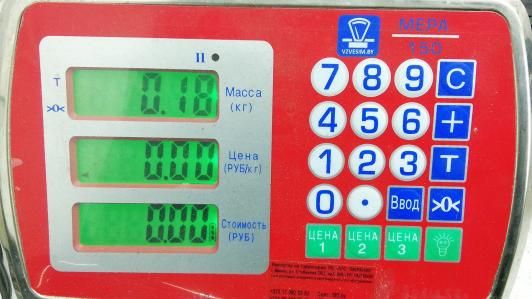 II
МЕРА
VZVESIM.BY
150
T
>0<
0.18
Масса
(кг)
7 8 9 C
4 5 6 +
0.00
Цена
(РУБ/кг)
1 2 3 T
0 . Ввод >0<
0.00
Стоимость
(РУБ)
ЦЕНА 1
ЦЕНА 2
ЦЕНА 3